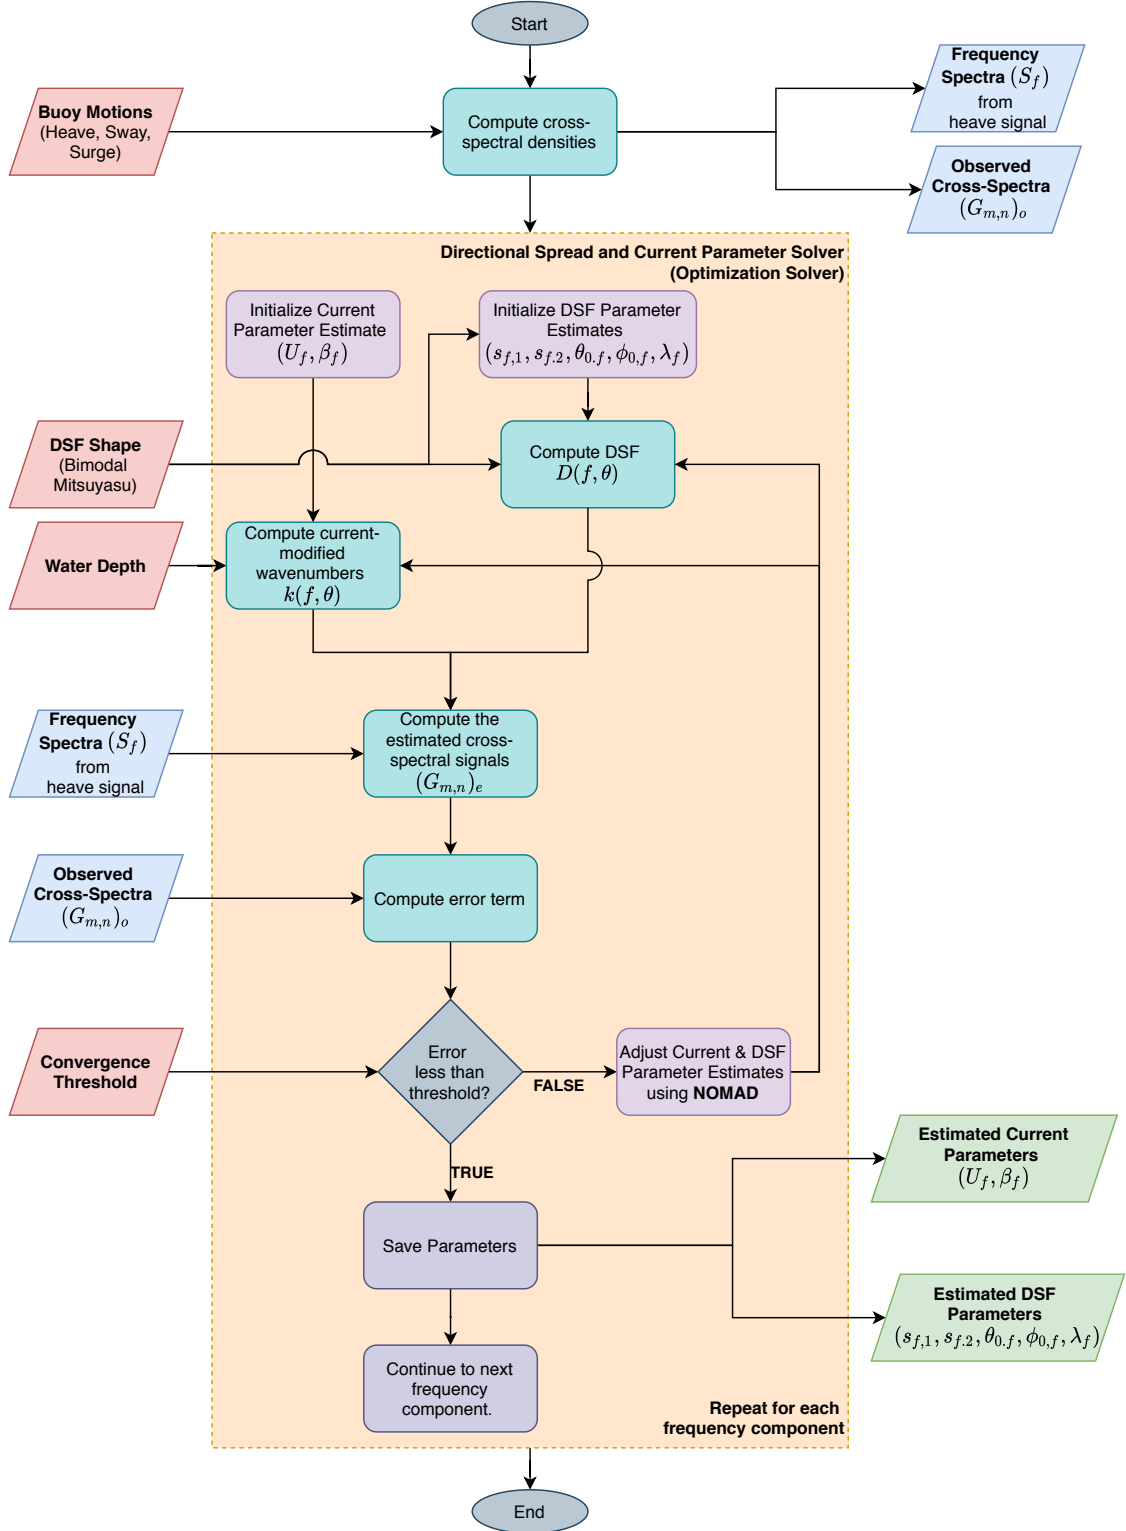 Start
Buoy Motions
(Heave, Sway,
Surge)
Compute cross-
spectral densities
Frequency
Spectra (S_f)
from
heave signal
Observed
Cross-Spectra
(G_{m,n})_o
Directional Spread and Current Parameter Solver
(Optimization Solver)
Initialize Current
Parameter Estimate
(U_f, β_f)
Initialize DSF Parameter
Estimates
(s_{f,1}, s_{f.2}, θ_{0.f}, ϕ_{0,f}, λ_f)
DSF Shape
(Bimodal
Mitsuyasu)
Compute DSF
D(f, θ)
Water Depth
Compute current-
modified
wavenumbers
k(f, θ)
Frequency
Spectra (S_f)
from
heave signal
Compute the
estimated cross-
spectral signals
(G_{m,n})_e
Observed
Cross-Spectra
(G_{m,n})_o
Compute error term
Convergence
Threshold
Error
less than
threshold?
FALSE
Adjust Current & DSF
Parameter Estimates
using NOMAD
TRUE
Estimated Current
Parameters
(U_f, β_f)
Save Parameters
Estimated DSF
Parameters
(s_{f,1}, s_{f.2}, θ_{0.f}, ϕ_{0,f}, λ_f)
Continue to next
frequency
component.
Repeat for each
frequency component
End